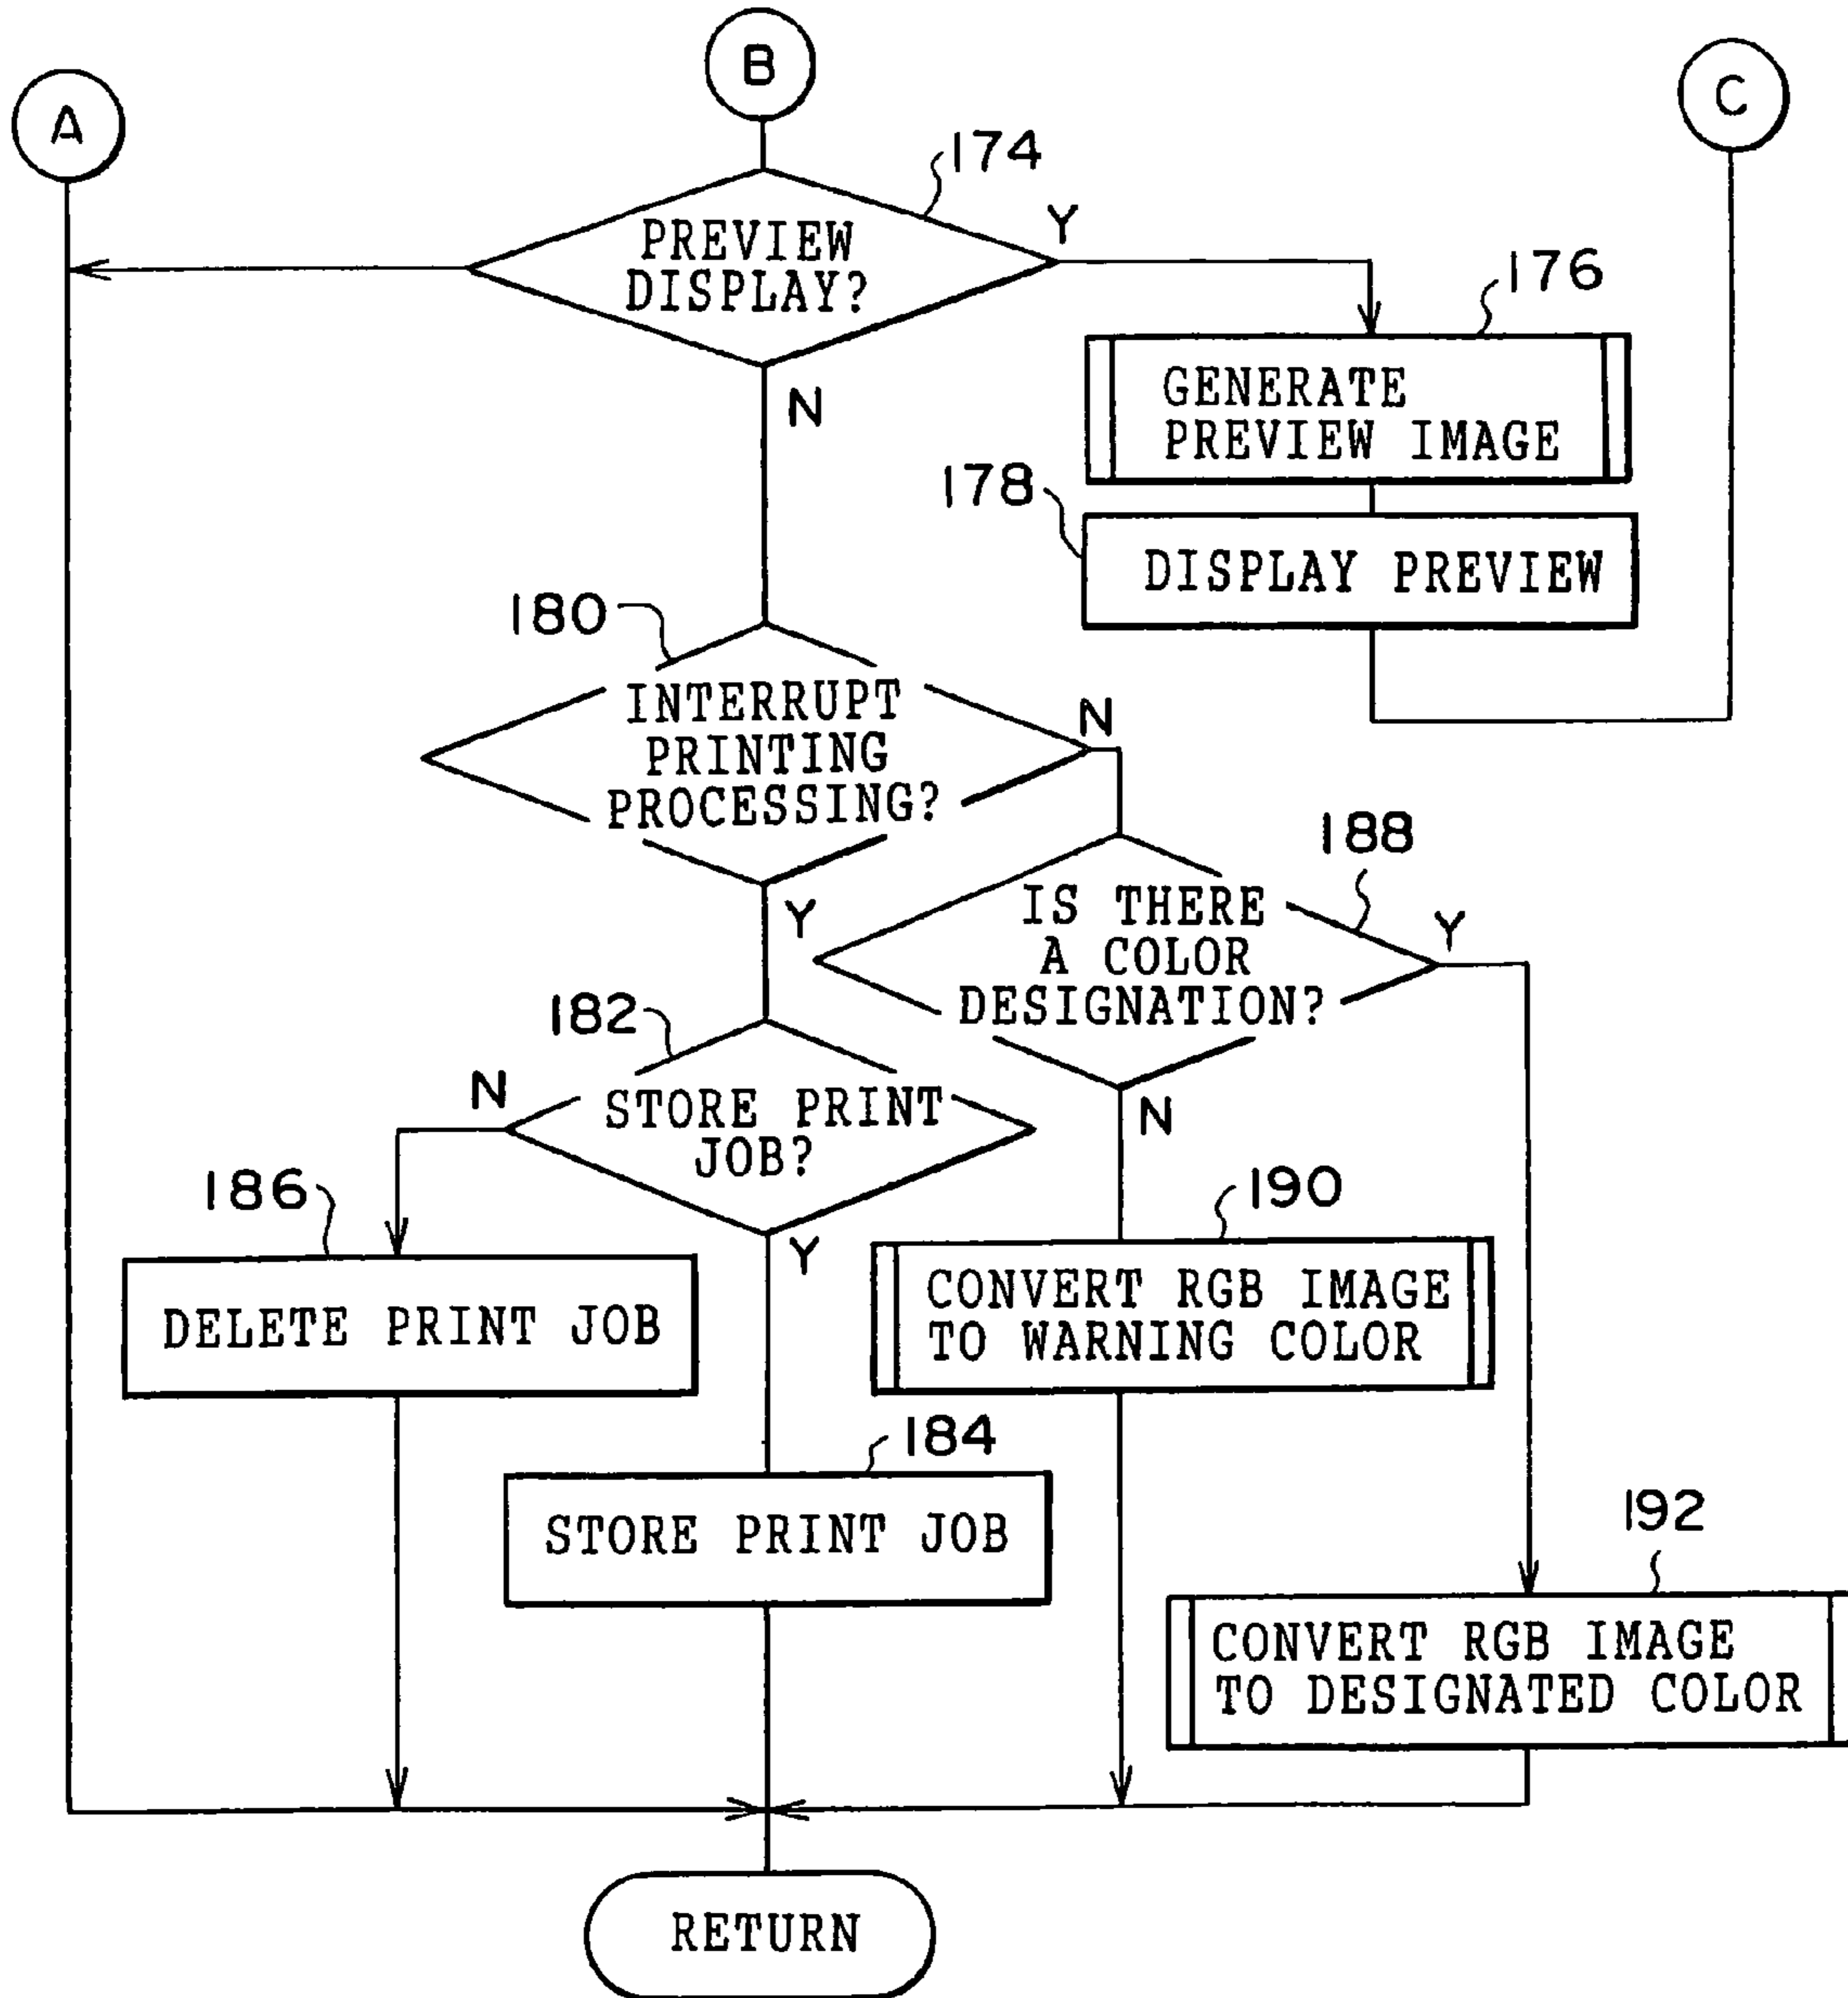 A
B
C
174
PREVIEW
DISPLAY?
Y
N
176
GENERATE
PREVIEW IMAGE
178
DISPLAY PREVIEW
180
INTERRUPT
PRINTING
PROCESSING?
N
Y
188
IS THERE
A COLOR
DESIGNATION?
Y
N
182
STORE PRINT
JOB?
N
Y
186
DELETE PRINT JOB
190
CONVERT RGB IMAGE
TO WARNING COLOR
184
STORE PRINT JOB
192
CONVERT RGB IMAGE
TO DESIGNATED COLOR
RETURN